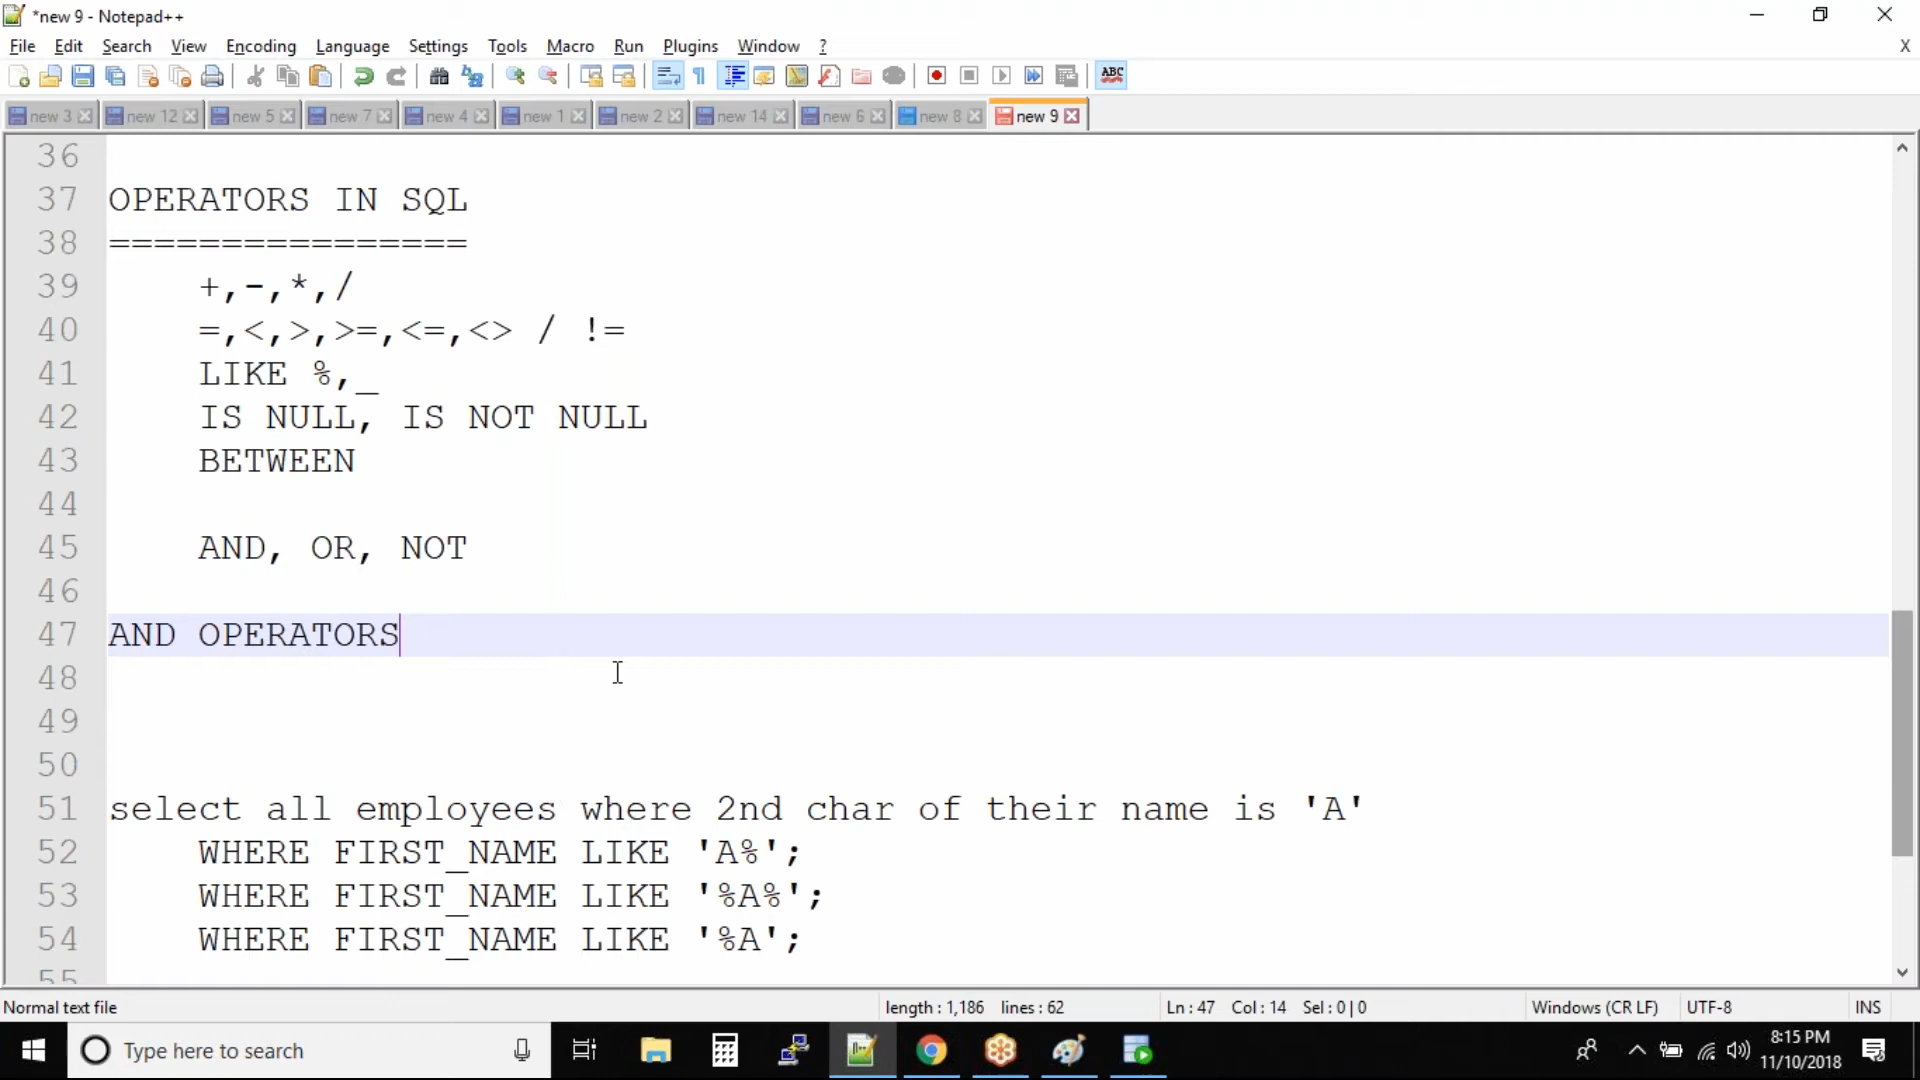 *new 9 - Notepad++
File Edit Search View Encoding Language Settings Tools Macro Run Plugins Window ? X
new 3 new 12 new 5 new 7 new 4 new 1 new 2 new 14 new 6 new 8 new 9
36
37 OPERATORS IN SQL
38 ================
39 +,-,*,/
40 =,<,>,>=,<=,<> / !=
41 LIKE %,_
42 IS NULL, IS NOT NULL
43 BETWEEN
44
45 AND, OR, NOT
46
47 AND OPERATORS
48
49
50
51 select all employees where 2nd char of their name is 'A'
52 WHERE FIRST_NAME LIKE 'A%';
53 WHERE FIRST_NAME LIKE '%A%';
54 WHERE FIRST_NAME LIKE '%A';
55
Normal text file length : 1,186 lines : 62 Ln : 47 Col : 14 Sel : 0 | 0 Windows (CR LF) UTF-8 INS
Type here to search
8:15 PM
11/10/2018